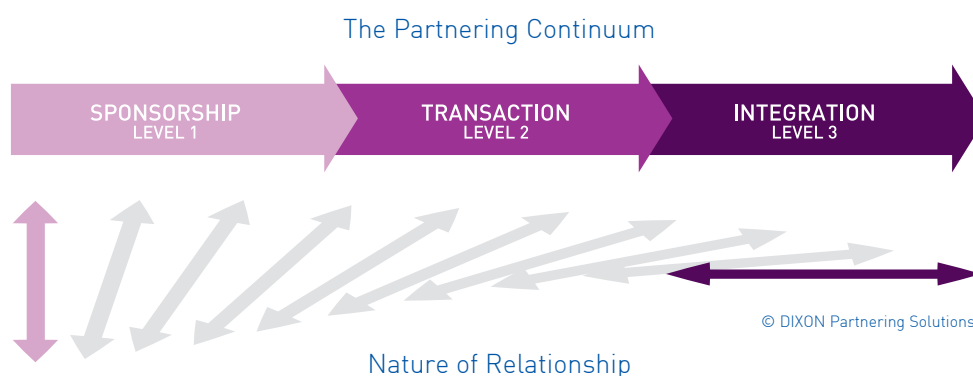 The Partnering Continuum
SPONSORSHIP
LEVEL 1
TRANSACTION
LEVEL 2
INTEGRATION
LEVEL 3
© DIXON Partnering Solutions
Nature of Relationship